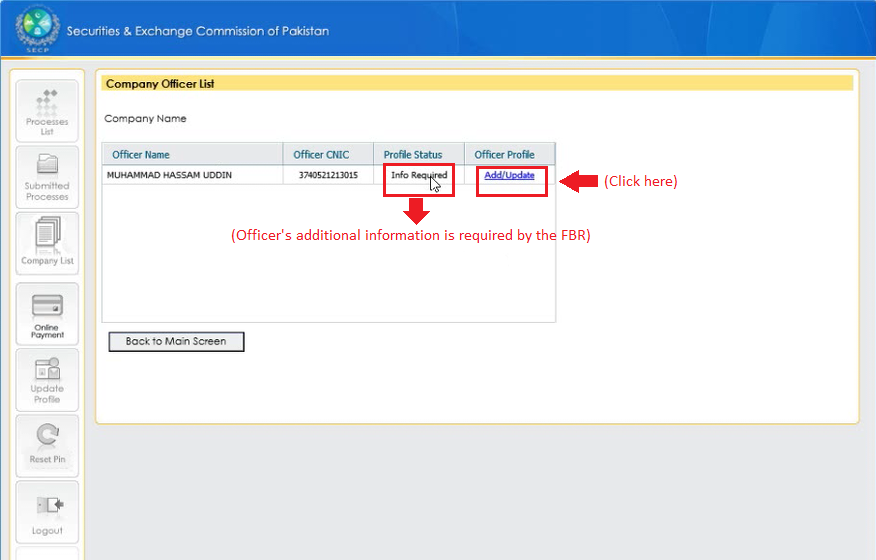 Securities & Exchange Commission of Pakistan
SECP
Company Officer List
Company Name
Officer Name Officer CNIC Profile Status Officer Profile
MUHAMMAD HASSAM UDDIN 3740521213015 Info Required Add/Update
(Click here)
(Officer's additional information is required by the FBR)
Back to Main Screen
Processes
List
Submitted
Processes
Company List
Online
Payment
Update
Profile
Reset Pin
Logout